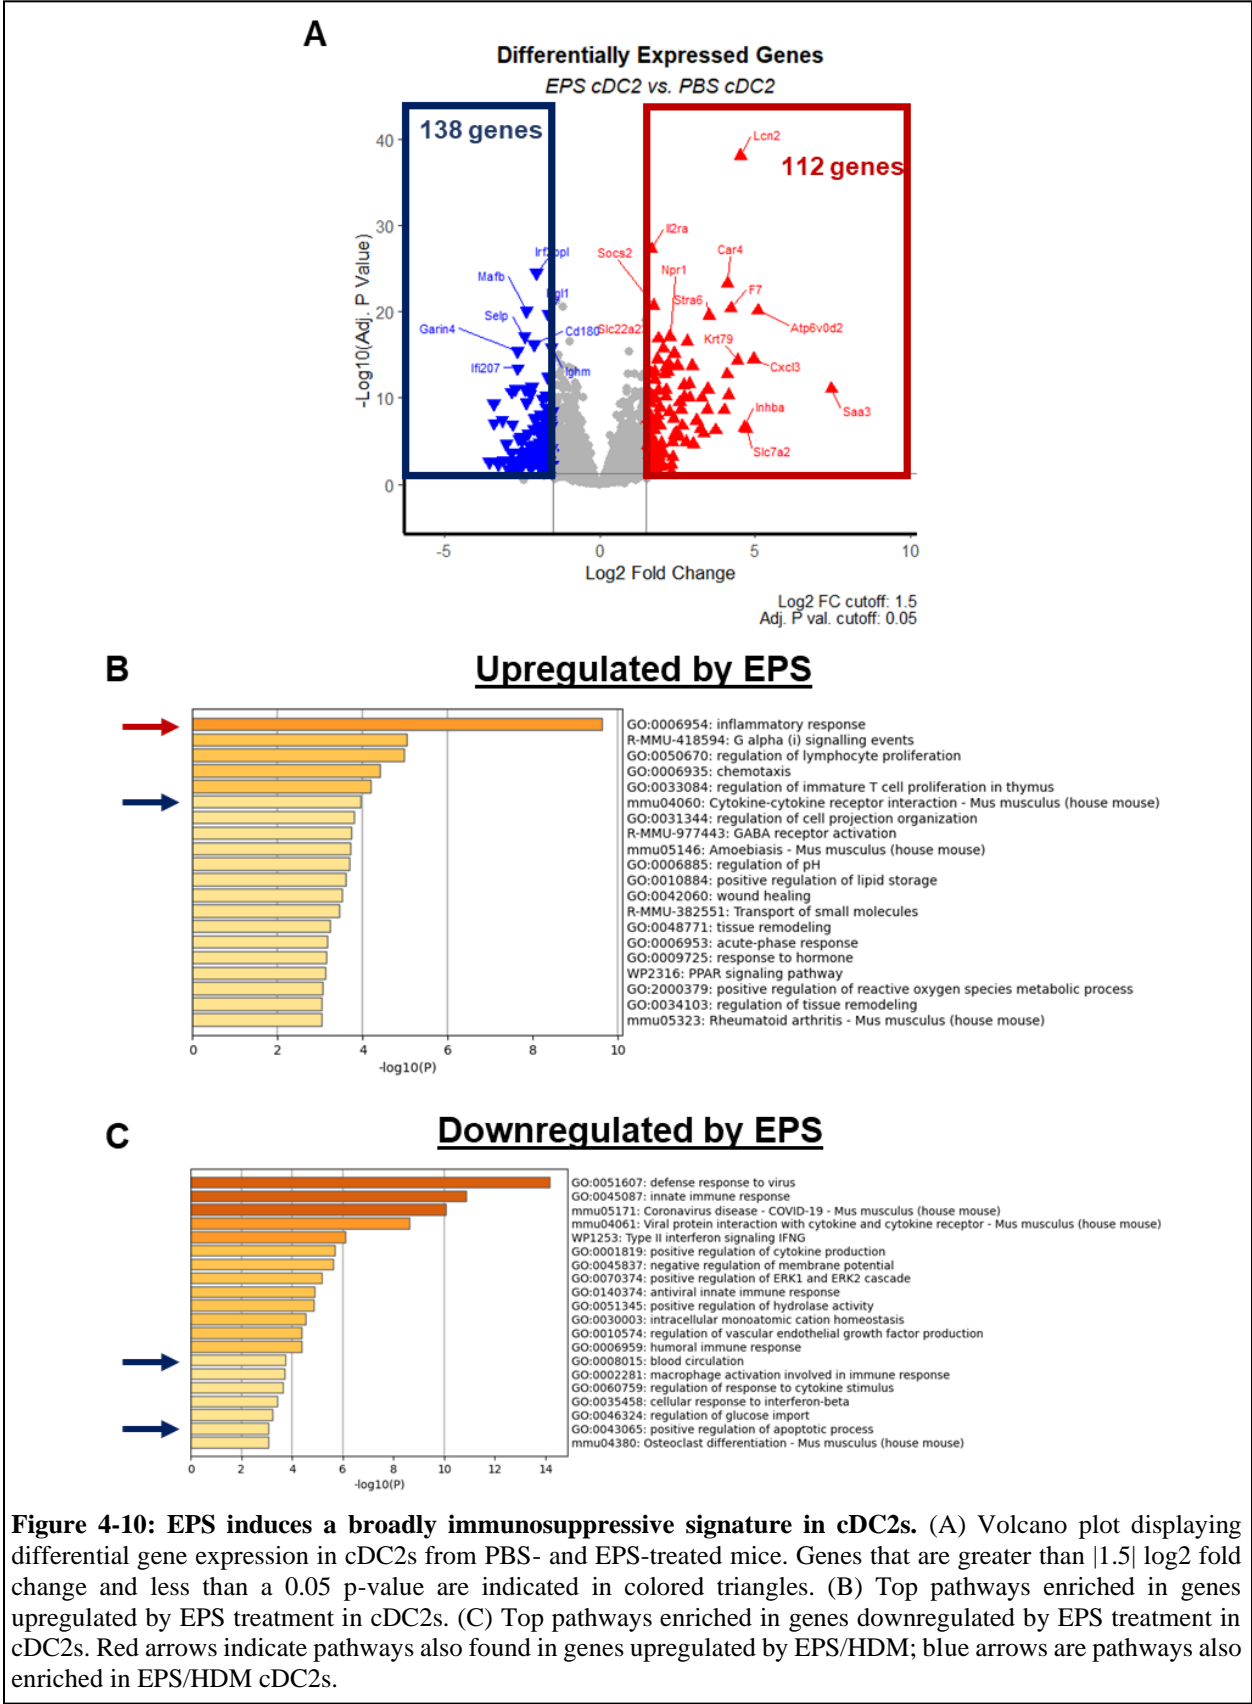 A
Differentially Expressed Genes
EPS cDC2 vs. PBS cDC2
138 genes
112 genes
Lcn2
Il2ra
Socs2
Car4
Npr1
F7
Stra6
Atp6v0d2
Krt79
Cxcl3
Saa3
Inhba
Slc7a2
Mafb
Selp
Cd180
Garin4
Ifi207
Ighm
-Log10(Adj. P Value)
40
30
20
10
0
-5 0 5 10
Log2 Fold Change
Log2 FC cutoff: 1.5
Adj. P val. cutoff: 0.05
B
Upregulated by EPS
GO:0006954: inflammatory response
R-MMU-418594: G alpha (i) signalling events
GO:0050670: regulation of lymphocyte proliferation
GO:0006935: chemotaxis
GO:0033084: regulation of immature T cell proliferation in thymus
mmu04060: Cytokine-cytokine receptor interaction - Mus musculus (house mouse)
GO:0031344: regulation of cell projection organization
R-MMU-977443: GABA receptor activation
mmu05146: Amoebiasis - Mus musculus (house mouse)
GO:0006885: regulation of pH
GO:0010884: positive regulation of lipid storage
GO:0042060: wound healing
R-MMU-382551: Transport of small molecules
GO:0048771: tissue remodeling
GO:0006953: acute-phase response
GO:0009725: response to hormone
WP2316: PPAR signaling pathway
GO:2000379: positive regulation of reactive oxygen species metabolic process
GO:0034103: regulation of tissue remodeling
mmu05323: Rheumatoid arthritis - Mus musculus (house mouse)
0 2 4 6 8 10
-log10(P)
C
Downregulated by EPS
GO:0051607: defense response to virus
GO:0045087: innate immune response
mmu05171: Coronavirus disease - COVID-19 - Mus musculus (house mouse)
mmu04061: Viral protein interaction with cytokine and cytokine receptor - Mus musculus (house mouse)
WP1253: Type II interferon signaling IFNG
GO:0001819: positive regulation of cytokine production
GO:0045837: negative regulation of membrane potential
GO:0070374: positive regulation of ERK1 and ERK2 cascade
GO:0140374: antiviral innate immune response
GO:0051345: positive regulation of hydrolase activity
GO:0030003: intracellular monoatomic cation homeostasis
GO:0010574: regulation of vascular endothelial growth factor production
GO:0006959: humoral immune response
GO:0008015: blood circulation
GO:0002281: macrophage activation involved in immune response
GO:0060759: regulation of response to cytokine stimulus
GO:0035458: cellular response to interferon-beta
GO:0046324: regulation of glucose import
GO:0043065: positive regulation of apoptotic process
mmu04380: Osteoclast differentiation - Mus musculus (house mouse)
0 2 4 6 8 10 12 14
-log10(P)
Figure 4-10: EPS induces a broadly immunosuppressive signature in cDC2s. (A) Volcano plot displaying
differential gene expression in cDC2s from PBS- and EPS-treated mice. Genes that are greater than |1.5| log2 fold
change and less than a 0.05 p-value are indicated in colored triangles. (B) Top pathways enriched in genes
upregulated by EPS treatment in cDC2s. (C) Top pathways enriched in genes downregulated by EPS treatment in
cDC2s. Red arrows indicate pathways also found in genes upregulated by EPS/HDM; blue arrows are pathways also
enriched in EPS/HDM cDC2s.